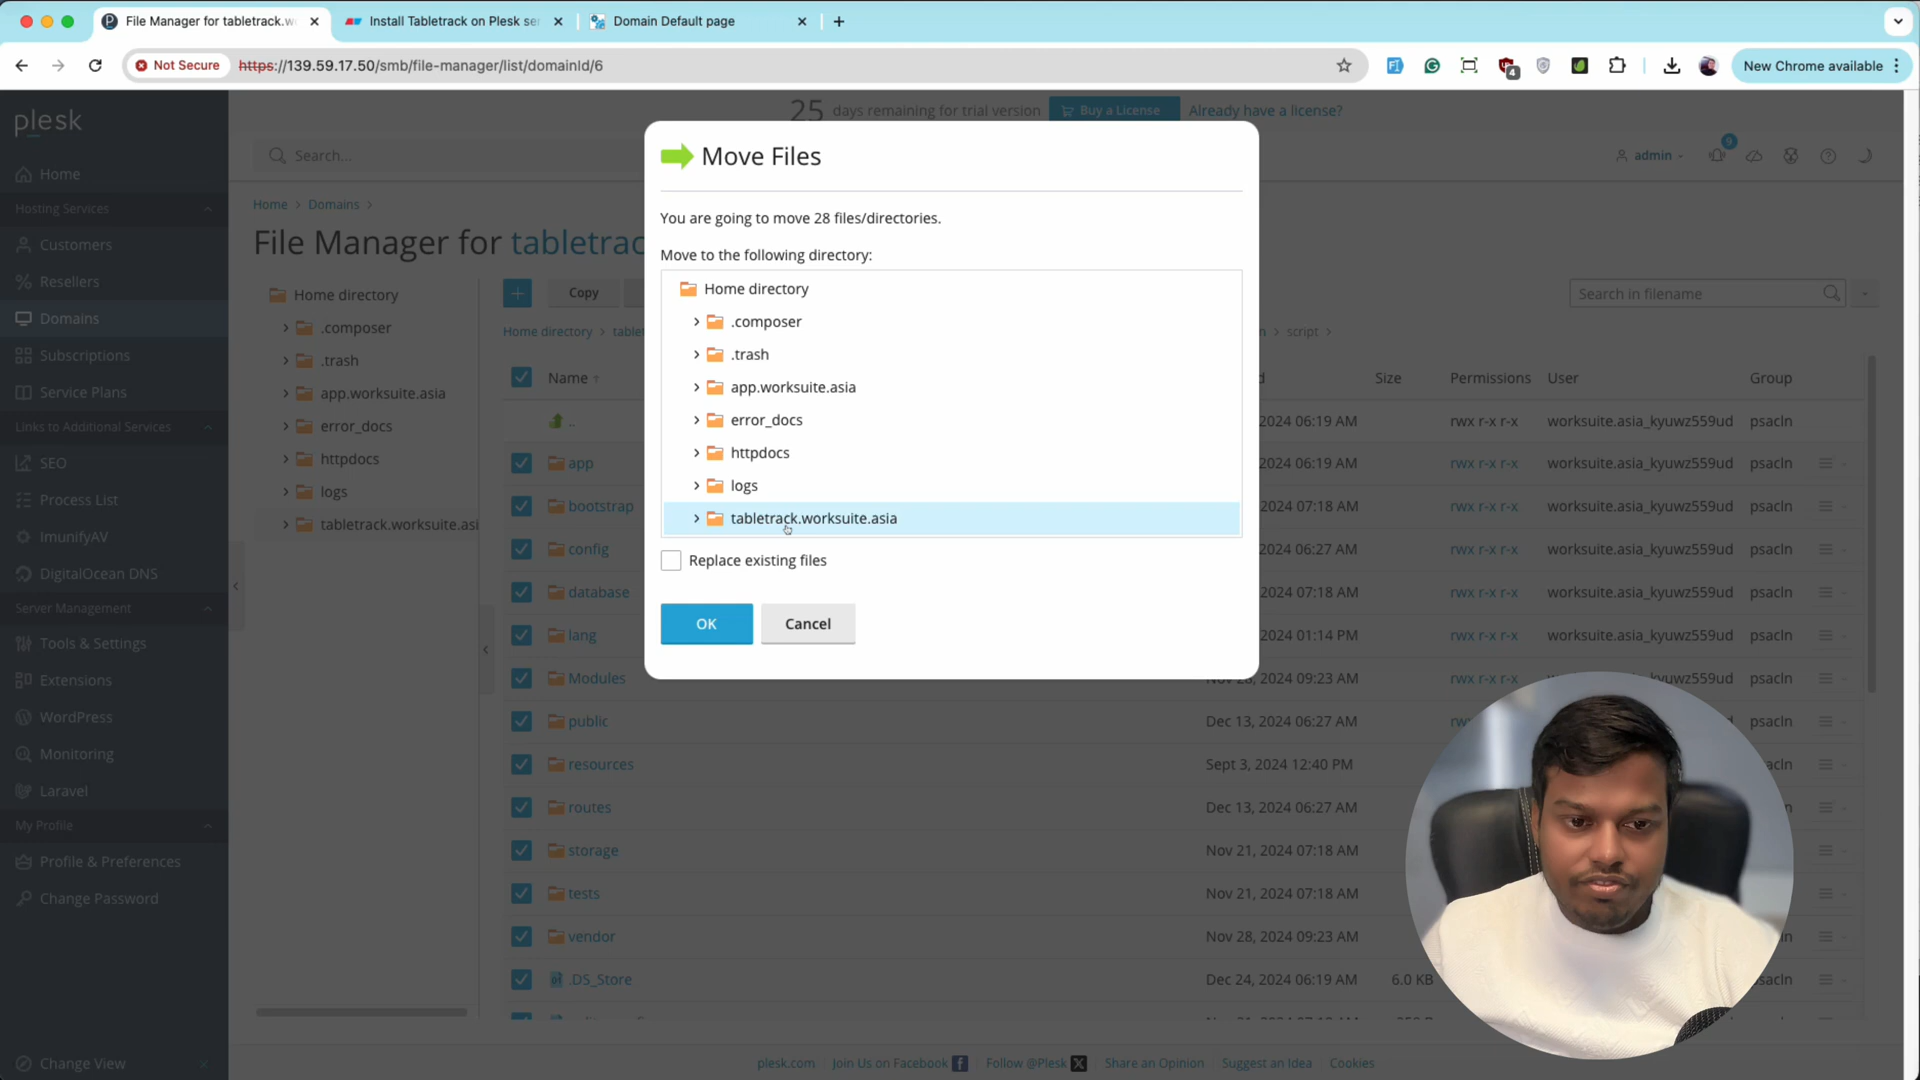 File Manager for tabletrack.w
Install Tabletrack on Plesk se
Domain Default page
Not Secure
https://139.59.17.50/smb/file-manager/list/domainId/6
4
New Chrome available
plesk
25 days remaining for trial version
Buy a License
Already have a license?
Search...
admin
9
Home
Hosting Services
Customers
Resellers
Domains
Subscriptions
Service Plans
Links to Additional Services
SEO
Process List
ImunifyAV
DigitalOcean DNS
Server Management
Tools & Settings
Extensions
WordPress
Monitoring
Laravel
My Profile
Profile & Preferences
Change Password
Change View
Home > Domains >
File Manager for tabletrac
Home directory
.composer
.trash
app.worksuite.asia
error_docs
httpdocs
logs
tabletrack.worksuite.asi
Copy
Search in filename
Home directory > tablet
script >
Name
Size
Permissions
User
Group
..
2024 06:19 AM
rwx r-x r-x
worksuite.asia_kyuwz559ud
psacln
app
2024 06:19 AM
rwx r-x r-x
worksuite.asia_kyuwz559ud
psacln
bootstrap
2024 07:18 AM
rwx r-x r-x
worksuite.asia_kyuwz559ud
psacln
config
2024 06:27 AM
rwx r-x r-x
worksuite.asia_kyuwz559ud
psacln
database
2024 07:18 AM
rwx r-x r-x
worksuite.asia_kyuwz559ud
psacln
lang
2024 01:14 PM
rwx r-x r-x
worksuite.asia_kyuwz559ud
psacln
Modules
Nov 28, 2024 09:23 AM
rwx r-x r-x
worksuite.asia_kyuwz559ud
psacln
public
Dec 13, 2024 06:27 AM
psacln
resources
Sept 3, 2024 12:40 PM
routes
Dec 13, 2024 06:27 AM
storage
Nov 21, 2024 07:18 AM
tests
Nov 21, 2024 07:18 AM
vendor
Nov 28, 2024 09:23 AM
.DS_Store
Dec 24, 2024 06:19 AM
6.0 KB
Move Files
You are going to move 28 files/directories.
Move to the following directory:
Home directory
.composer
.trash
app.worksuite.asia
error_docs
httpdocs
logs
tabletrack.worksuite.asia
Replace existing files
OK
Cancel
plesk.com
Join Us on Facebook
Follow @Plesk
Share an Opinion
Suggest an Idea
Cookies